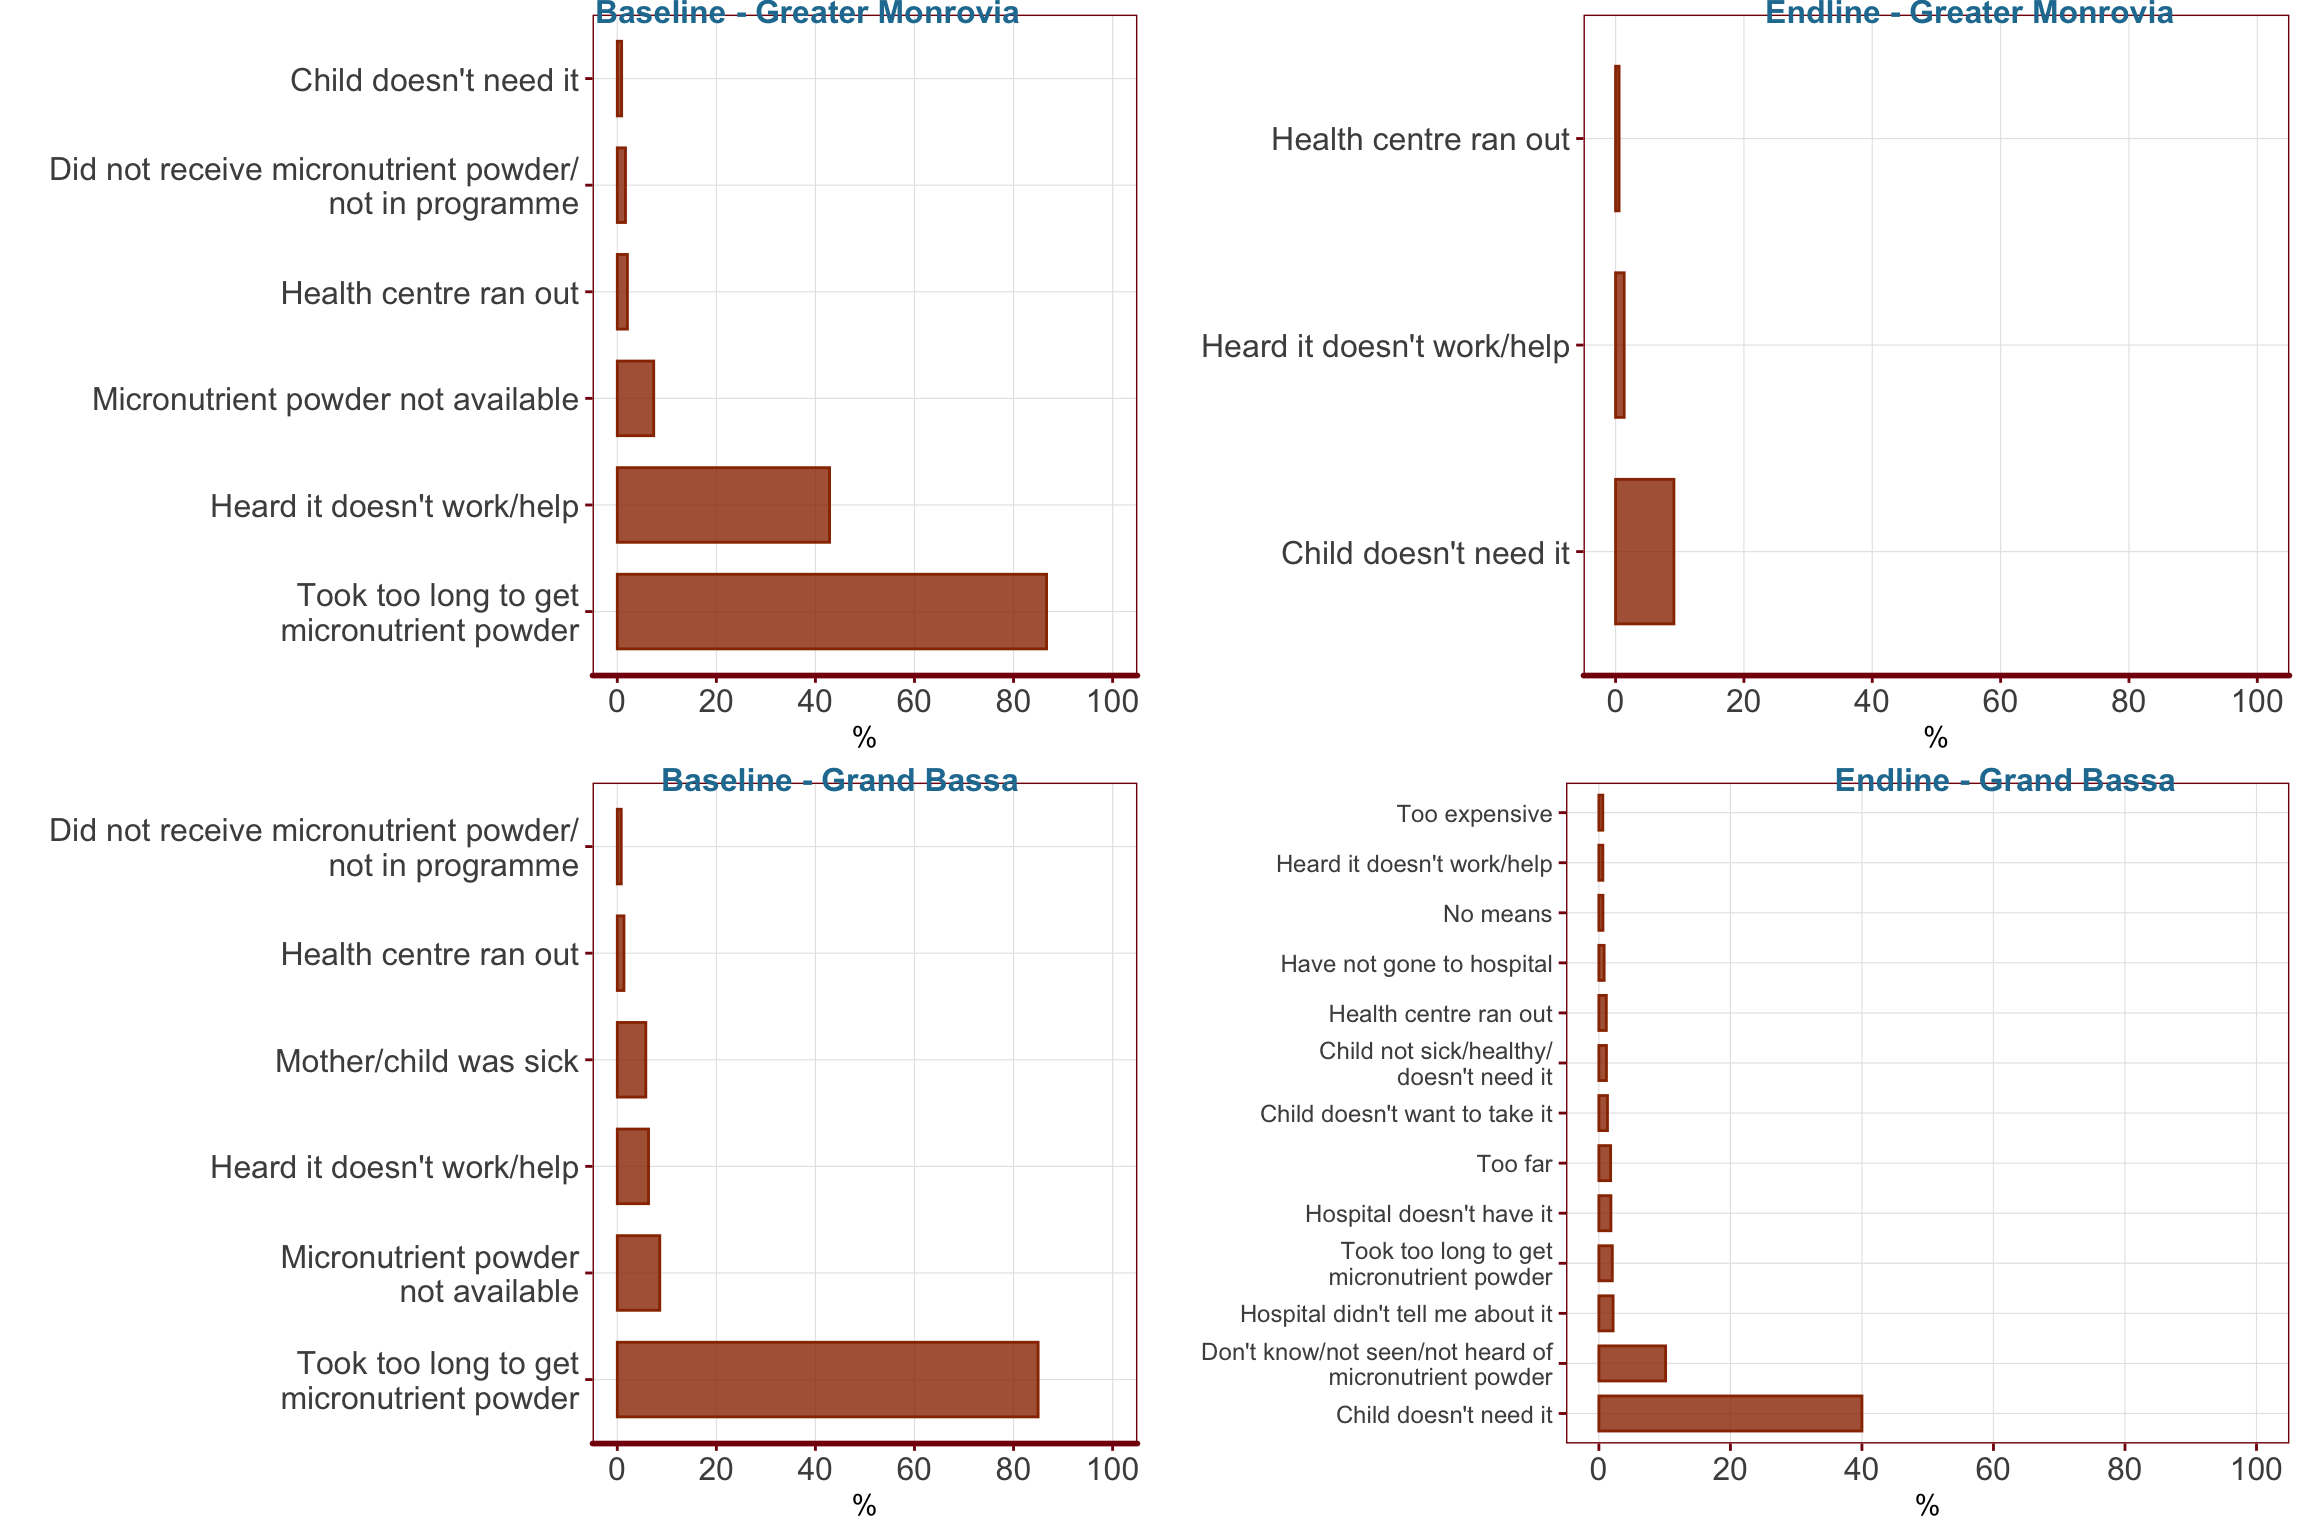 Baseline - Greater Monrovia
Child doesn't need it
Did not receive micronutrient powder/
not in programme
Health centre ran out
Micronutrient powder not available
Heard it doesn't work/help
Took too long to get
micronutrient powder
0 20 40 60 80 100
%
Endline - Greater Monrovia
Health centre ran out
Heard it doesn't work/help
Child doesn't need it
0 20 40 60 80 100
%
Baseline - Grand Bassa
Did not receive micronutrient powder/
not in programme
Health centre ran out
Mother/child was sick
Heard it doesn't work/help
Micronutrient powder
not available
Took too long to get
micronutrient powder
0 20 40 60 80 100
%
Endline - Grand Bassa
Too expensive
Heard it doesn't work/help
No means
Have not gone to hospital
Health centre ran out
Child not sick/healthy/
doesn't need it
Child doesn't want to take it
Too far
Hospital doesn't have it
Took too long to get
micronutrient powder
Hospital didn't tell me about it
Don't know/not seen/not heard of
micronutrient powder
Child doesn't need it
0 20 40 60 80 100
%